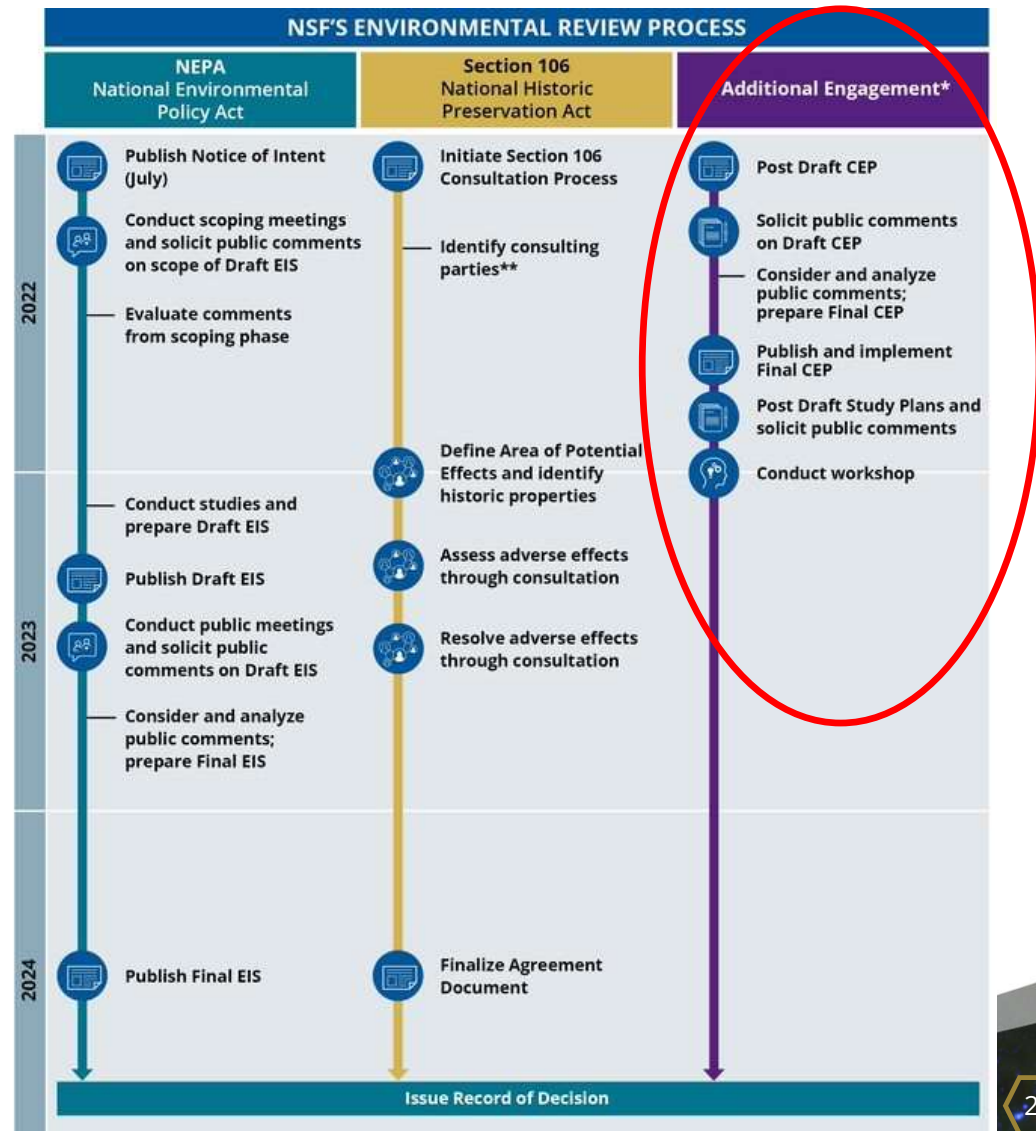 NSF'S ENVIRONMENTAL REVIEW PROCESS
NEPA
National Environmental
Policy Act
Section 106
National Historic
Preservation Act
Additional Engagement*
2022
Publish Notice of Intent
(July)
Conduct scoping meetings
and solicit public comments
on scope of Draft EIS
Evaluate comments
from scoping phase
Initiate Section 106
Consultation Process
Identify consulting
parties**
Define Area of Potential
Effects and identify
historic properties
Post Draft CEP
Solicit public comments
on Draft CEP
Consider and analyze
public comments;
prepare Final CEP
Publish and implement
Final CEP
Post Draft Study Plans and
solicit public comments
Conduct workshop
2023
Conduct studies and
prepare Draft EIS
Publish Draft EIS
Conduct public meetings
and solicit public
comments on Draft EIS
Consider and analyze
public comments;
prepare Final EIS
Assess adverse effects
through consultation
Resolve adverse effects
through consultation
2024
Publish Final EIS
Finalize Agreement
Document
Issue Record of Decision